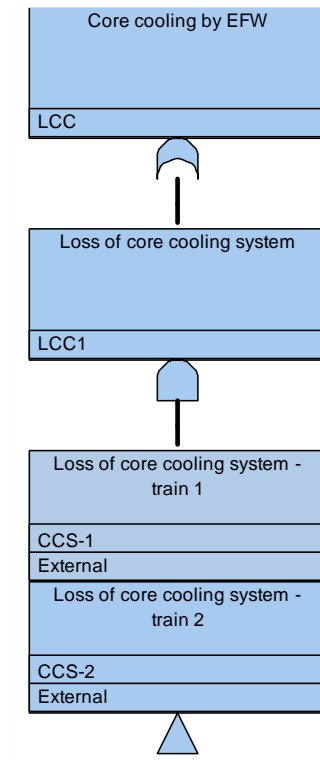 Core cooling by EFW
LCC
Loss of core cooling system
LCC1
Loss of core cooling system -
train 1
CCS-1
External
Loss of core cooling system -
train 2
CCS-2
External